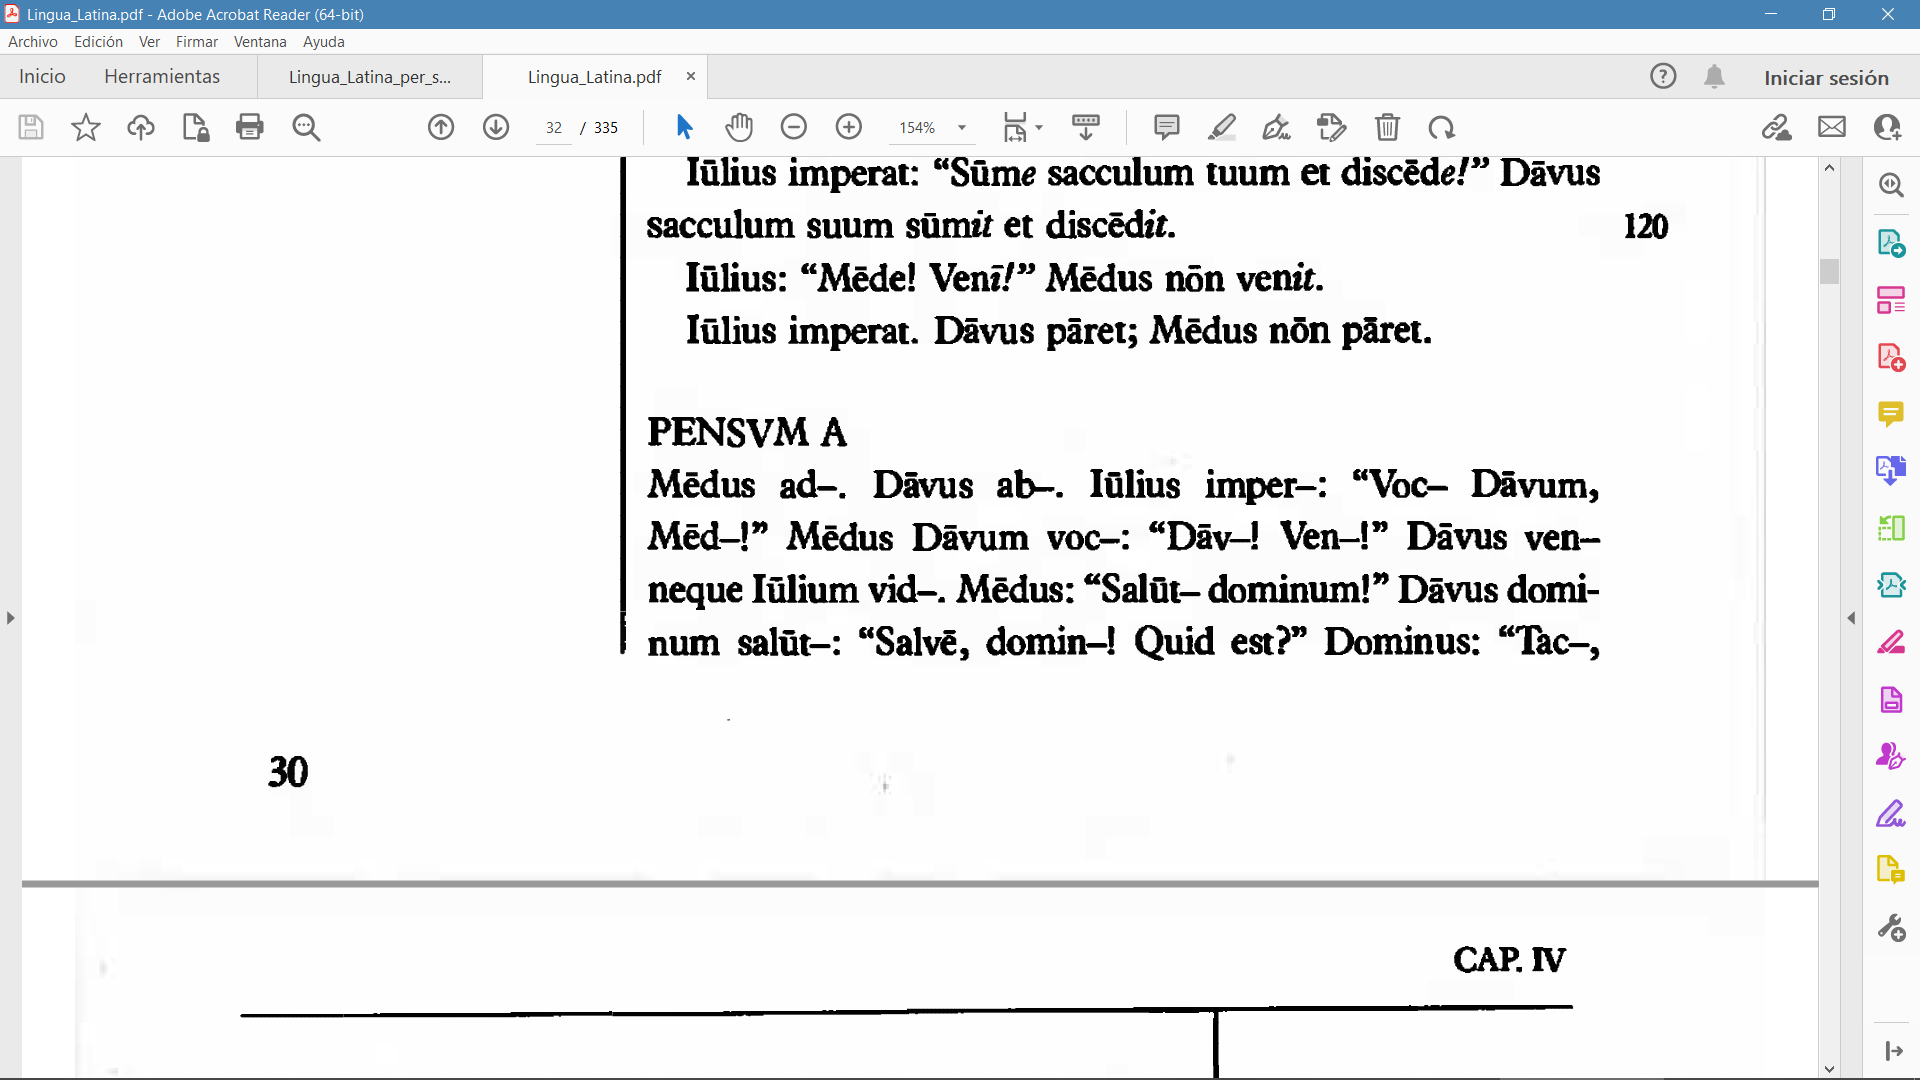 Lingua_Latina.pdf - Adobe Acrobat Reader (64-bit)
Archivo Edición Ver Firmar Ventana Ayuda
Inicio Herramientas Lingua_Latina_per_s... Lingua_Latina.pdf × Iniciar sesión
32 / 335 154%
Iūlius imperat: “Sūme sacculum tuum et discēde!” Dāvus
sacculum suum sūmit et discēdit. 120
Iūlius: “Mēde! Venī!” Mēdus nōn venit.
Iūlius imperat. Dāvus pāret; Mēdus nōn pāret.
PENSVM A
Mēdus ad–. Dāvus ab–. Iūlius imper–: “Voc– Dāvum,
Mēd–!” Mēdus Dāvum voc–: “Dāv–! Ven–!” Dāvus ven–
neque Iūlium vid–. Mēdus: “Salūt– dominum!” Dāvus domi-
num salūt–: “Salvē, domin–! Quid est?” Dominus: “Tac–,
30
CAP. IV